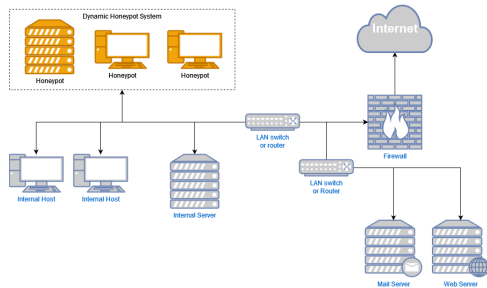 Dynamic Honeypot System
Internet
Honeypot
Honeypot
Honeypot
LAN switch
or router
Firewall
LAN switch
or Router
Internal Host
Internal Host
Internal Server
Mail Server
Web Server